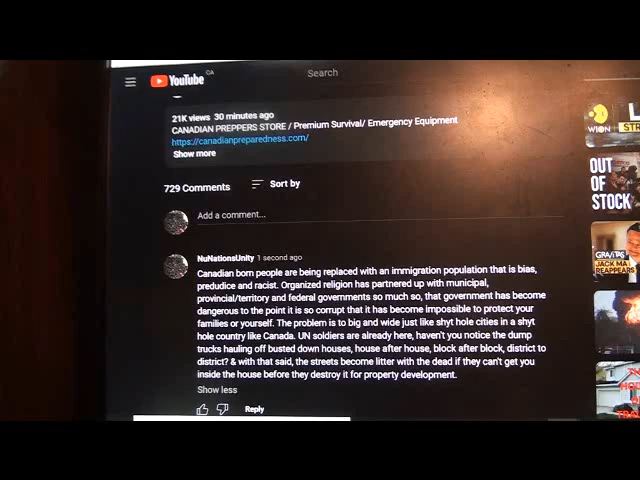 YouTube CA
Search
21K views 30 minutes ago
CANADIAN PREPPERS STORE / Premium Survival/ Emergency Equipment
https://canadianpreparedness.com/
Show more
729 Comments
Sort by
Add a comment...
NuNationsUnity 1 second ago
Canadian born people are being replaced with an immigration population that is bias,
predudice and racist. Organized religion has partnered up with municipal,
provincial/territory and federal governments so much so, that government has become
dangerous to the point it is so corrupt that it has become impossible to protect your
families or yourself. The problem is to big and wide just like shyt hole cities in a shyt
hole country like Canada. UN soldiers are already here, haven't you notice the dump
trucks hauling off busted down houses, house after house, block after block, district to
district? & with that said, the streets become litter with the dead if they can't get you
inside the house before they destroy it for property development.
Show less
Reply
WION
OUT
OF
STOCK
GRAVITAS
JACK MA
REAPPEARS